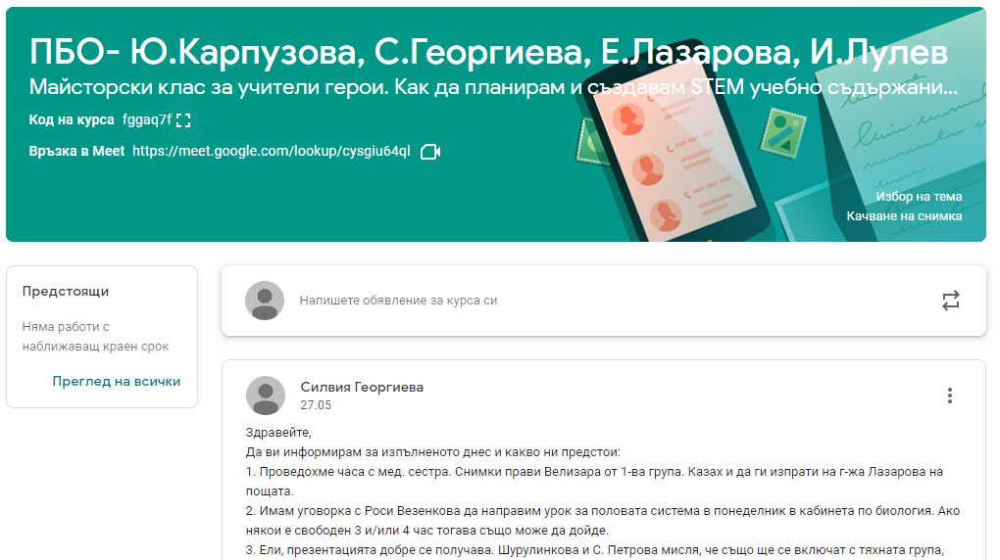 ПБО- Ю.Карпузова, С.Георгиева, Е.Лазарова, И.Лулев
Майсторски клас за учители герои. Как да планирам и създавам STEM учебно съдържани...
Код на курса fggaq7f
Връзка в Meet https://meet.google.com/lookup/cysgiu64ql
Избор на тема
Качване на снимка
Предстоящи
Няма работи с
наближаващ краен срок
Преглед на всички
Напишете обявление за курса си
Силвия Георгиева
27.05
Здравейте,
Да ви информирам за изпълненото днес и какво ни предстои:
1. Проведохме часа с мед. сестра. Снимки прави Велизара от 1-ва група. Казах и да ги изпрати на г-жа Лазарова на
пощата.
2. Имам уговорка с Роси Везенкова да направим урок за половата система в понеделник в кабинета по биология. Ако
някои е свободен 3 и/или 4 час тогава също може да дойде.
3. Ели, презентацията добре се получава. Шурулинкова и С. Петрова мисля, че също ще се включат с тяхната група,